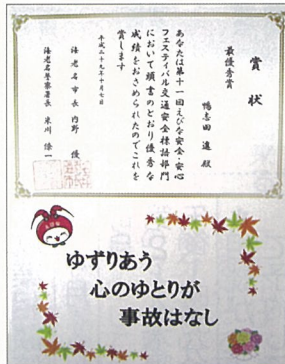 賞状
最優秀賞
鴨志田 進 殿
あなたは第十一回えびな安全・安心
フェスティバル交通安全標語部門
において頭書のとおり優秀な
成績をおさめられたのでこれを
賞します
平成二十九年十月七日
海老名市長 内野 優
海老名警察署長 米川 幸一
ゆずりあう
心のゆとりが
事故はなし